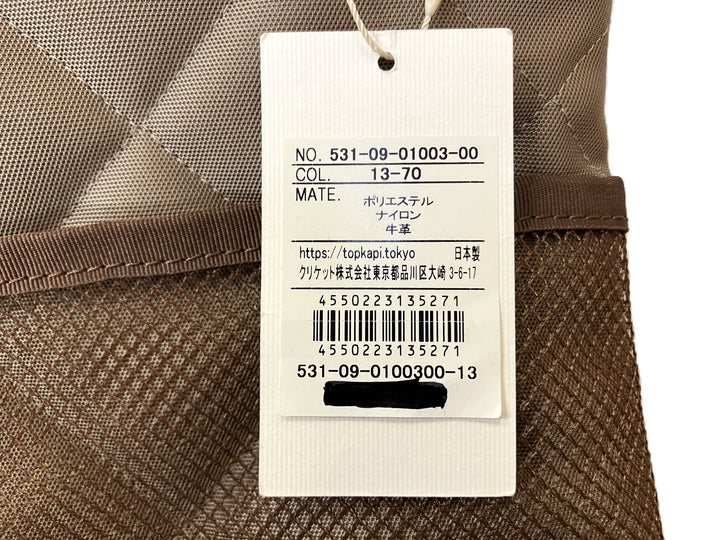 NO. 531-09-01003-00
COL. 13-70
MATE. ポリエステル
ナイロン
牛革
https://topkapi.tokyo 日本製
クリケット株式会社東京都品川区大崎 3-6-17
4550223135271
4550223135271
531-09-0100300-13